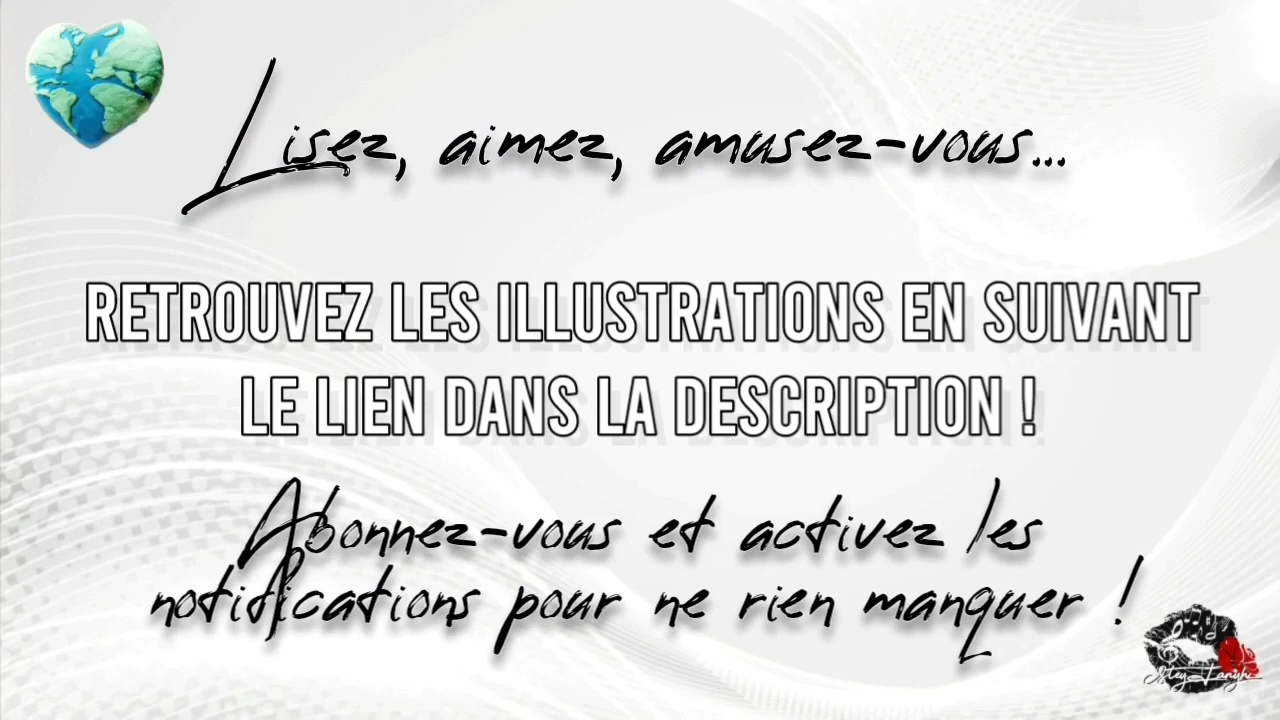 Lisez, aimez, amusez-vous...
RETROUVEZ LES ILLUSTRATIONS EN SUIVANT
LE LIEN DANS LA DESCRIPTION !
Abonnez-vous et activez les
notifications pour ne rien manquer !